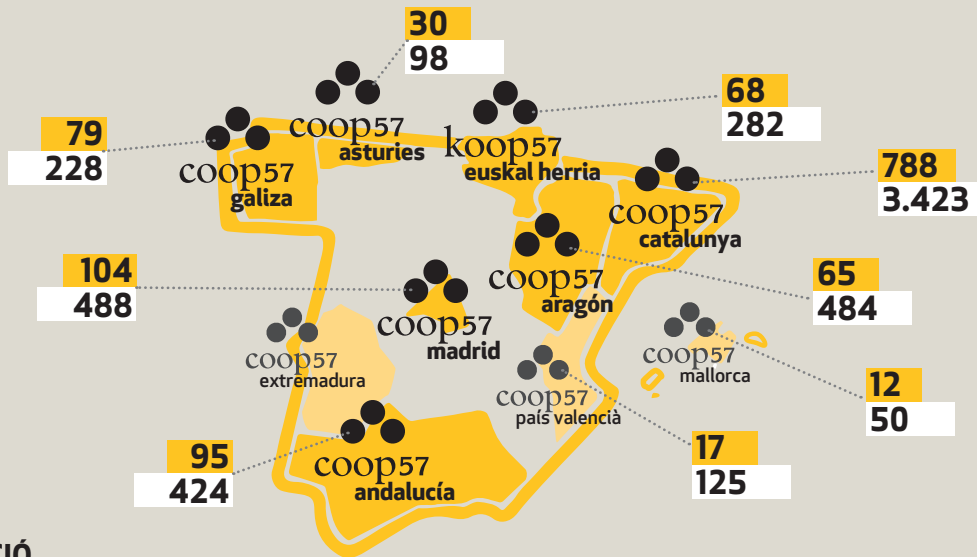 30
98
coop57
asturies
68
282
koop57
euskal herria
79
228
coop57
galiza
788
3.423
coop57
catalunya
104
488
coop57
madrid
65
484
coop57
aragón
coop57
extremadura
coop57
país valencià
coop57
mallorca
12
50
17
125
95
424
coop57
andalucía